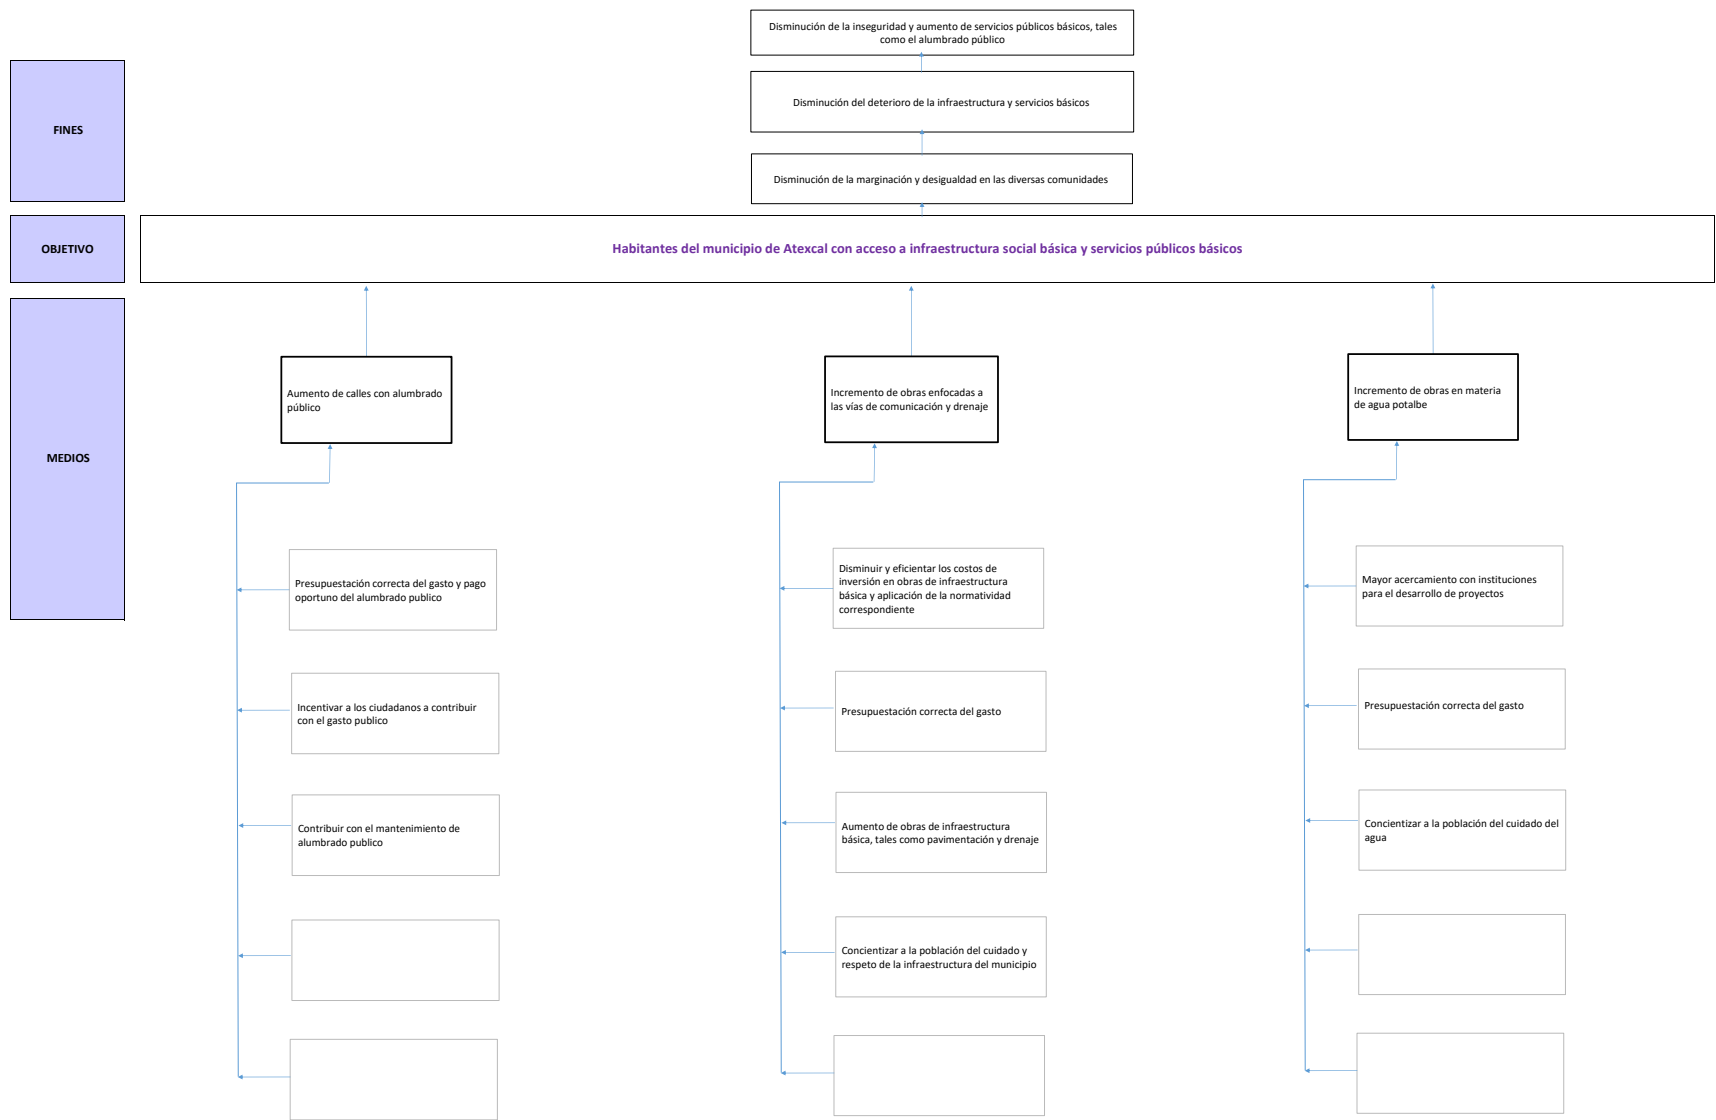 Disminución de la inseguridad y aumento de servicios públicos básicos, tales
como el alumbrado público
FINES
Disminución del deterioro de la infraestructura y servicios básicos
Disminución de la marginación y desigualdad en las diversas comunidades
OBJETIVO
Habitantes del municipio de Atexcal con acceso a infraestructura social básica y servicios públicos básicos
MEDIOS
Aumento de calles con alumbrado
público
Presupuestación correcta del gasto y pago
oportuno del alumbrado publico
Incentivar a los ciudadanos a contribuir
con el gasto publico
Contribuir con el mantenimiento de
alumbrado publico
Incremento de obras enfocadas a
las vías de comunicación y drenaje
Disminuir y eficientar los costos de
inversión en obras de infraestructura
básica y aplicación de la normatividad
correspondiente
Presupuestación correcta del gasto
Aumento de obras de infraestructura
básica, tales como pavimentación y drenaje
Concientizar a la población del cuidado y
respeto de la infraestructura del municipio
Incremento de obras en materia
de agua potalbe
Mayor acercamiento con instituciones
para el desarrollo de proyectos
Presupuestación correcta del gasto
Concientizar a la población del cuidado del
agua